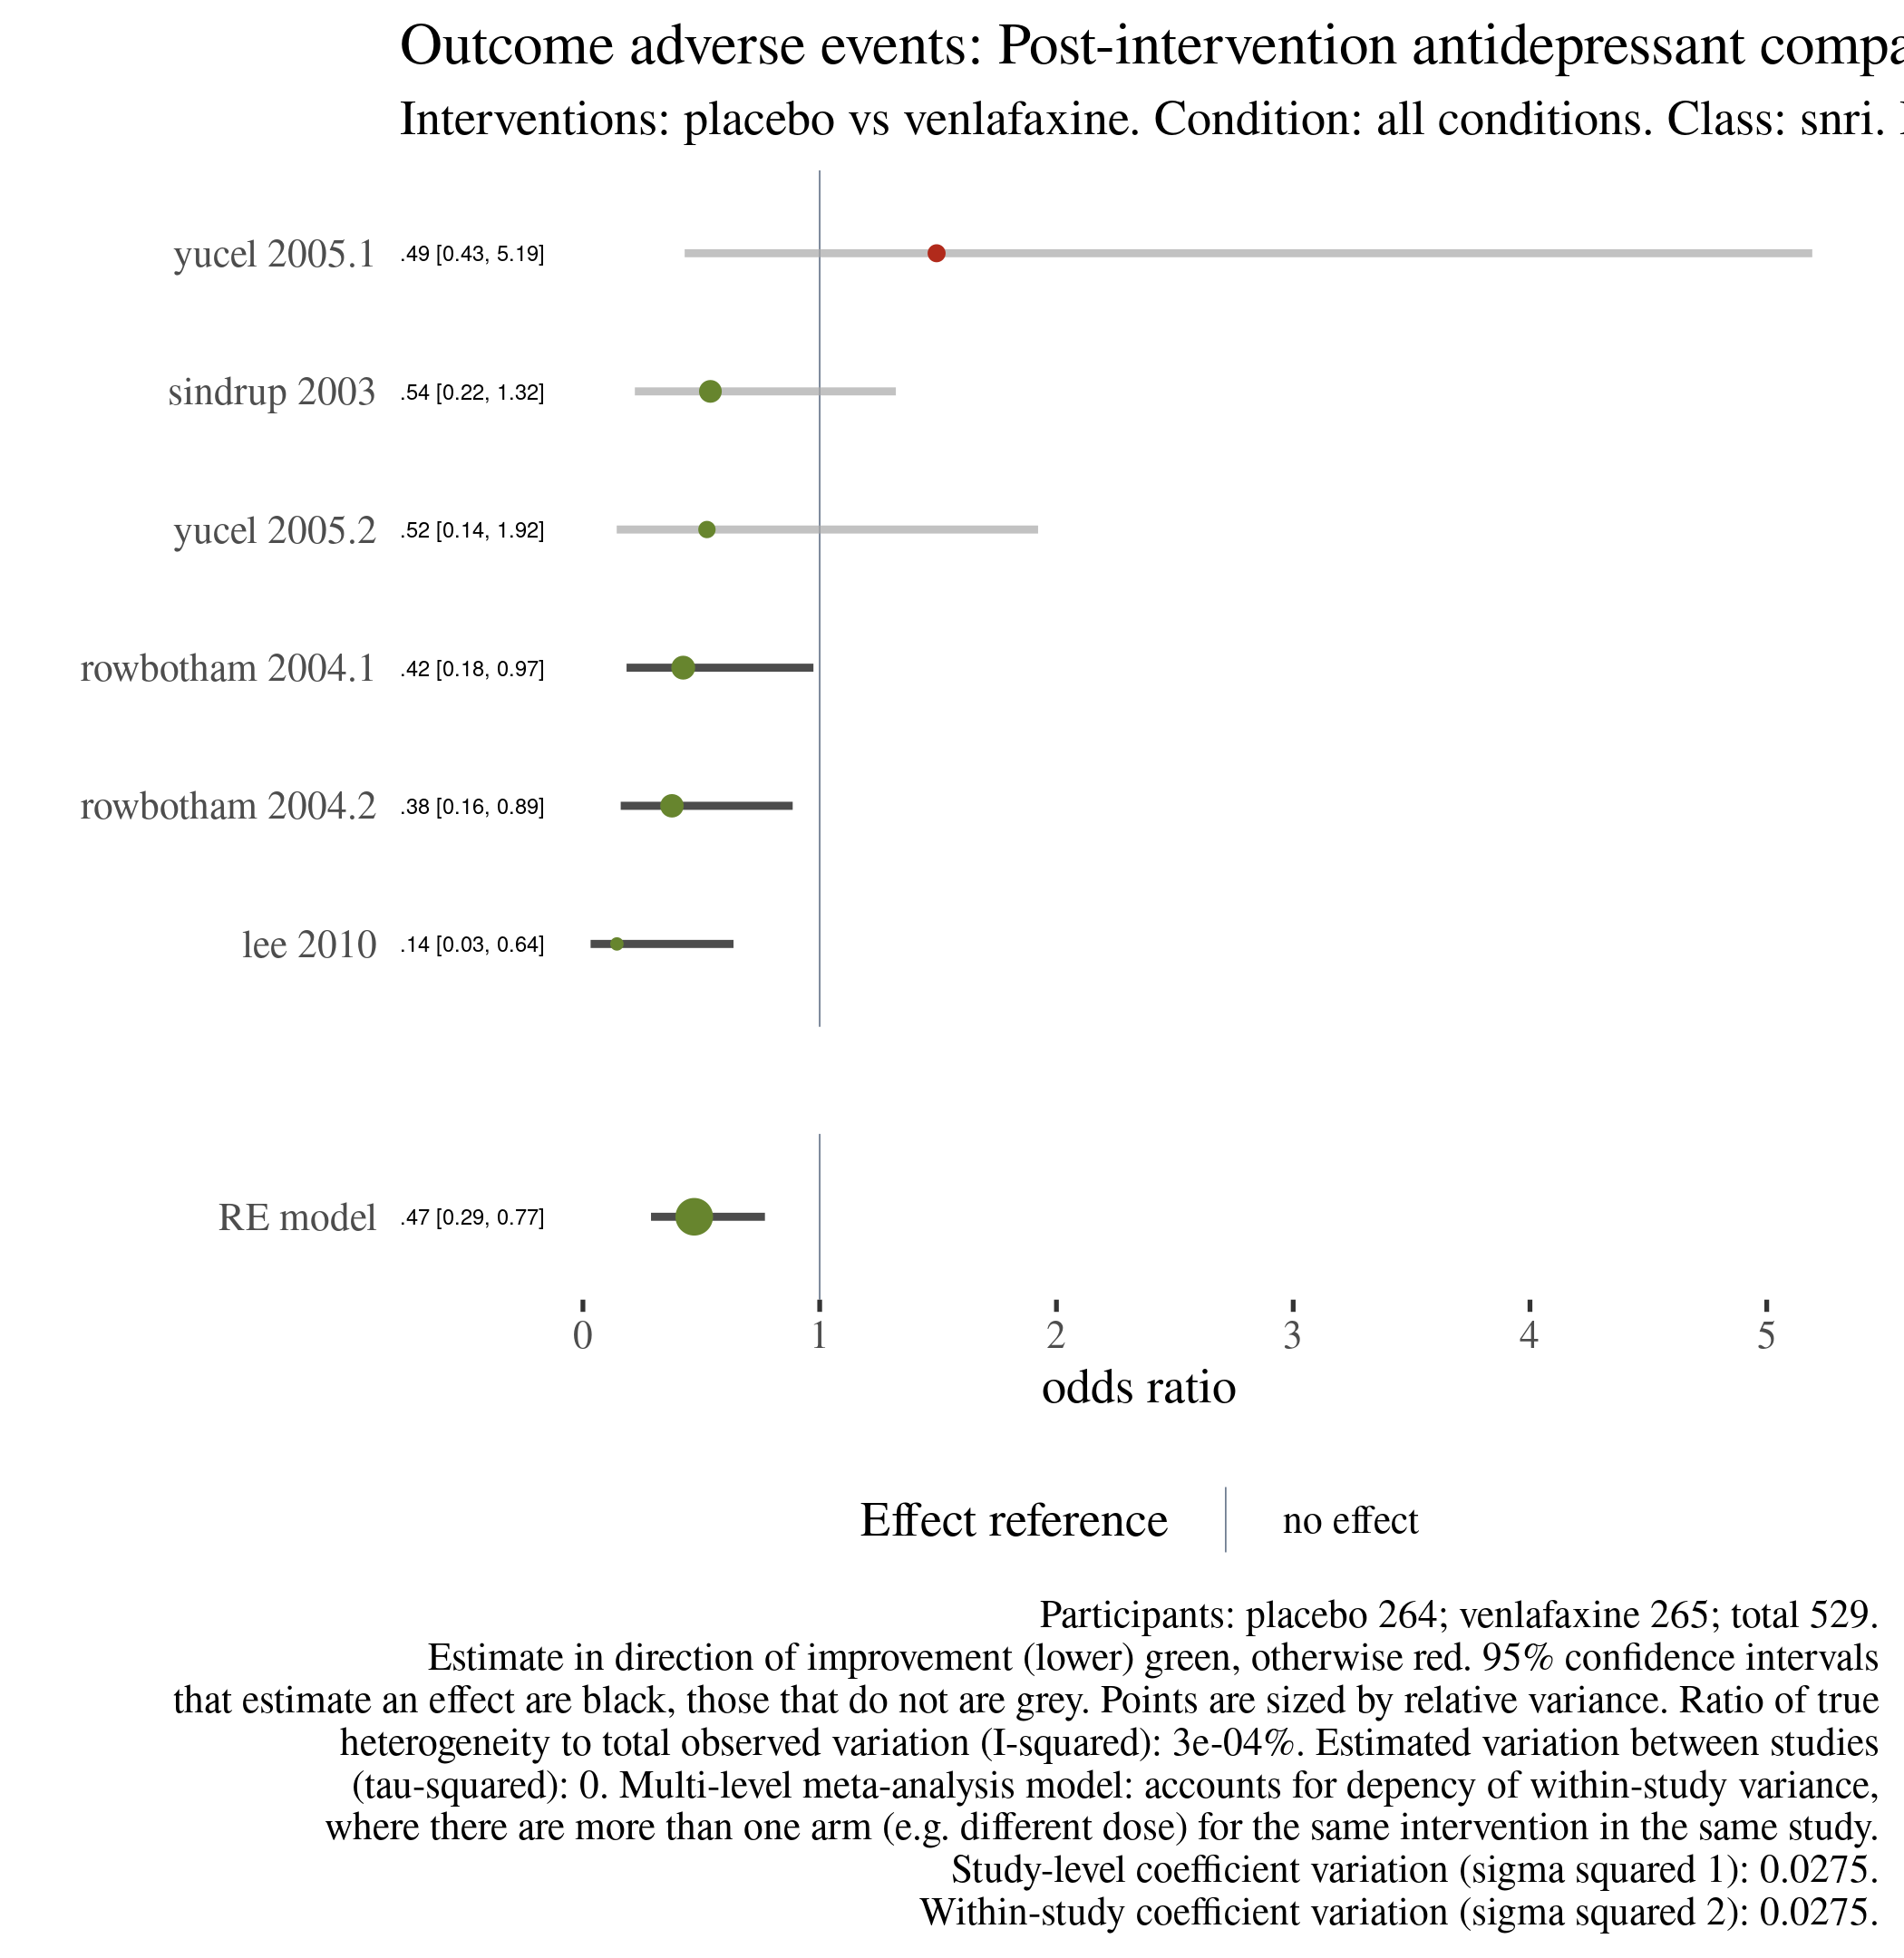 Outcome adverse events: Post-intervention antidepressant compa
Interventions: placebo vs venlafaxine. Condition: all conditions. Class: snri.
yucel 2005.1 .49 [0.43, 5.19]
sindrup 2003 .54 [0.22, 1.32]
yucel 2005.2 .52 [0.14, 1.92]
rowbotham 2004.1 .42 [0.18, 0.97]
rowbotham 2004.2 .38 [0.16, 0.89]
lee 2010 .14 [0.03, 0.64]
RE model .47 [0.29, 0.77]
0 1 2 3 4 5
odds ratio
Effect reference no effect
Participants: placebo 264; venlafaxine 265; total 529.
Estimate in direction of improvement (lower) green, otherwise red. 95% confidence intervals
that estimate an effect are black, those that do not are grey. Points are sized by relative variance. Ratio of true
heterogeneity to total observed variation (I-squared): 3e-04%. Estimated variation between studies
(tau-squared): 0. Multi-level meta-analysis model: accounts for depency of within-study variance,
where there are more than one arm (e.g. different dose) for the same intervention in the same study.
Study-level coefficient variation (sigma squared 1): 0.0275.
Within-study coefficient variation (sigma squared 2): 0.0275.